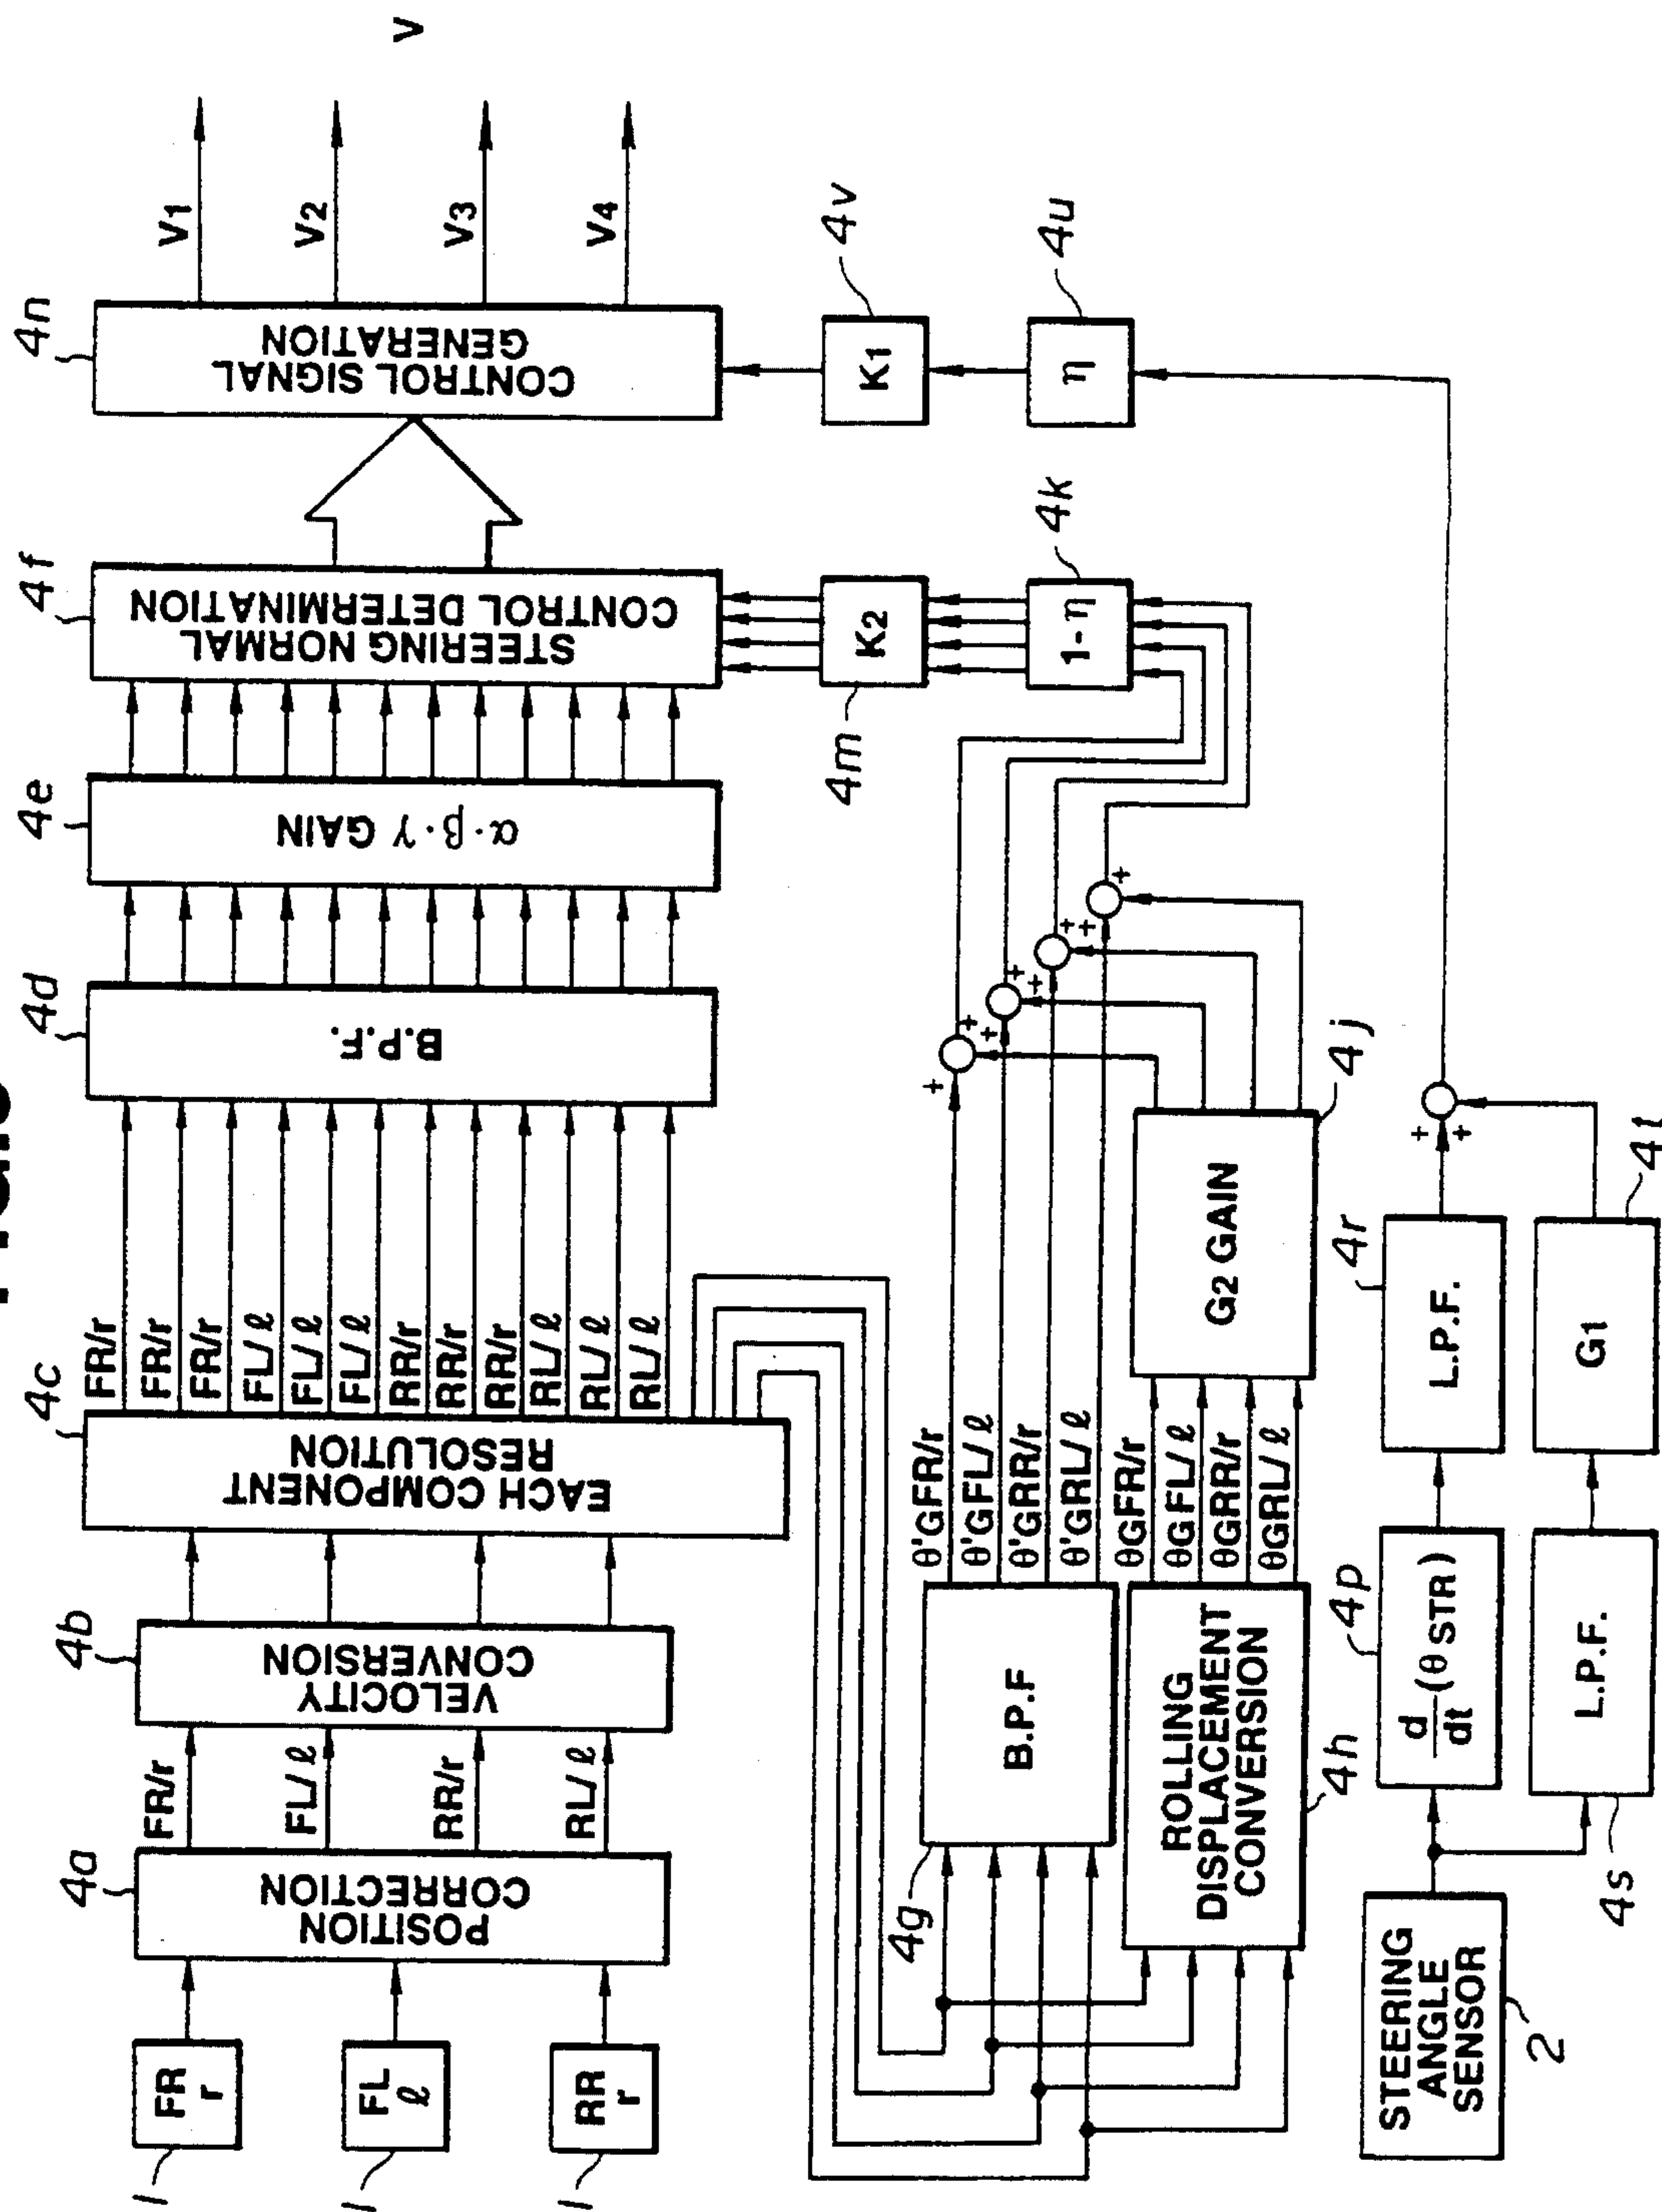 FR
r
FL
ℓ
RR
r
1
1
1
4a
POSITION
CORRECTION
FR/r
FL/ℓ
RR/r
RL/ℓ
4b
VELOCITY
CONVERSION
4c
EACH COMPONENT
RESOLUTION
FR/r
FR/r
FR/r
FL/ℓ
FL/ℓ
FL/ℓ
RR/r
RR/r
RR/r
RL/ℓ
RL/ℓ
RL/ℓ
4d
B.P.F.
4e
α·β·γ GAIN
4f
STEERING NORMAL
CONTROL DETERMINATION
4n
CONTROL SIGNAL
GENERATION
V1
V2
V3
V4
V
4g
B.P.F
θ'GFR/r
θ'GFL/ℓ
θ'GRR/r
θ'GRL/ℓ
ROLLING
DISPLACEMENT
CONVERSION
4h
θGFR/r
θGFL/ℓ
θGRR/r
θGRL/ℓ
G2 GAIN
4j
+
+
+
+
+
+
+
+
4m
K2
1-η
4k
K1
4v
η
4u
STEERING
ANGLE
SENSOR
2
4p
d
dt
(θ STR)
4r
L.P.F.
+
+
4s
L.P.F.
G1
4t